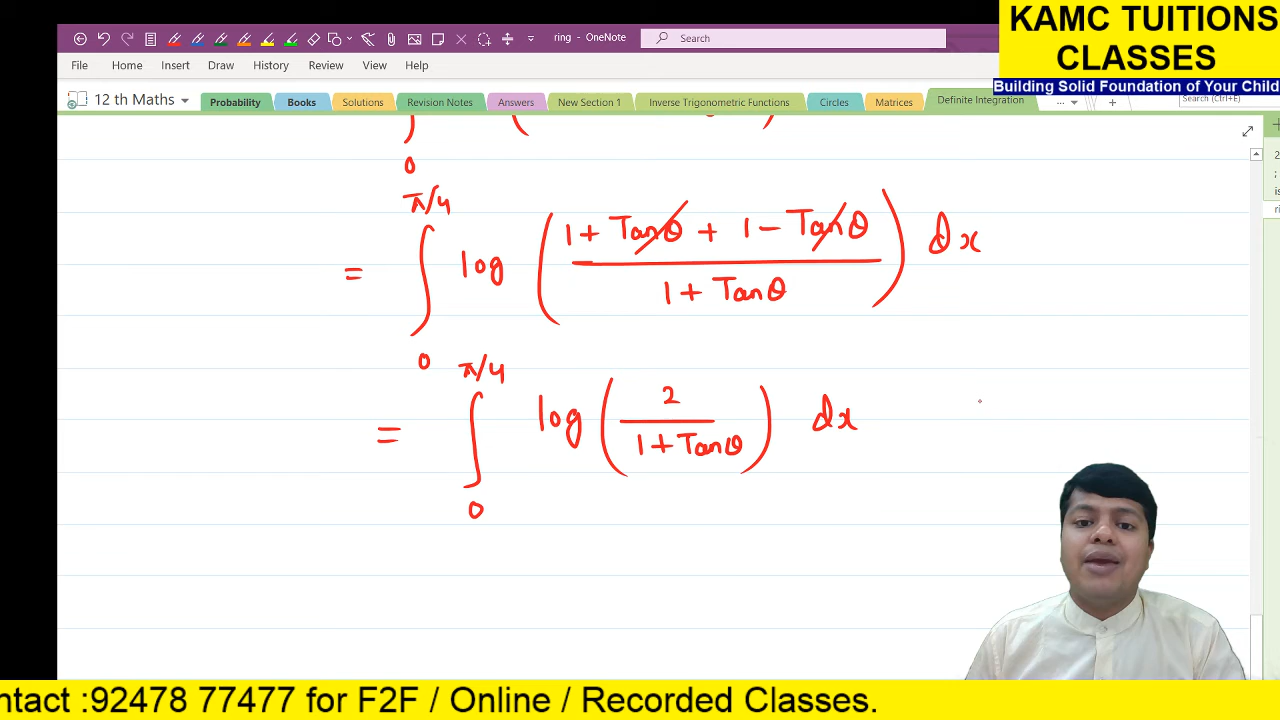 KAMC TUITIONS
CLASSES
Building Solid Foundation of Your Child
ring - OneNote
Search
File Home Insert Draw History Review View Help
12 th Maths Probability Books Solutions Revision Notes Answers New Section 1 Inverse Trigonometric Functions Circles Matrices Definite Integration ... +
Search (Ctrl+E)
0
= ∫₀^{π/4} log ((1 + Tanθ + 1 - Tanθ) / (1 + Tanθ)) dx
= ∫₀^{π/4} log (2 / (1 + Tanθ)) dx
ntact :92478 77477 for F2F / Online / Recorded Classes.